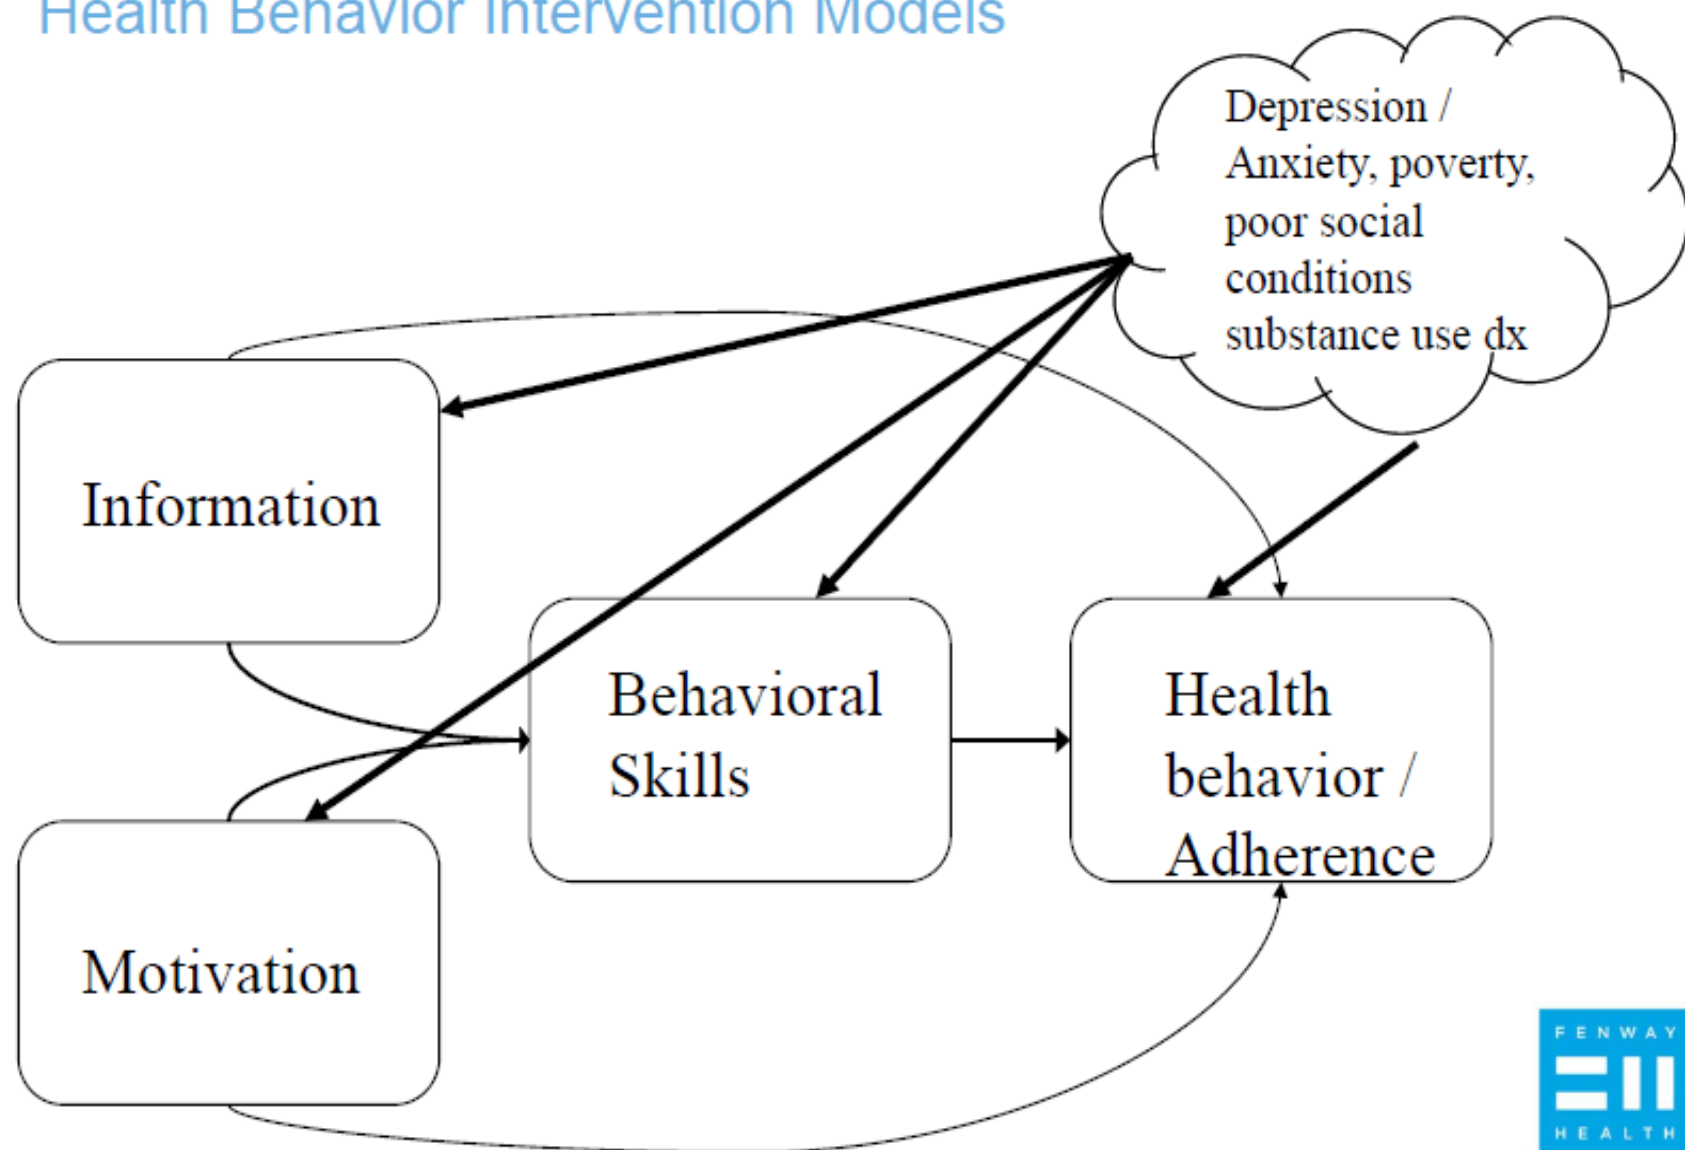 Health Behavior Intervention Models
Depression /
Anxiety, poverty,
poor social
conditions
substance use dx
Information
Behavioral
Skills
Health
behavior /
Adherence
Motivation
FENWAY
HEALTH